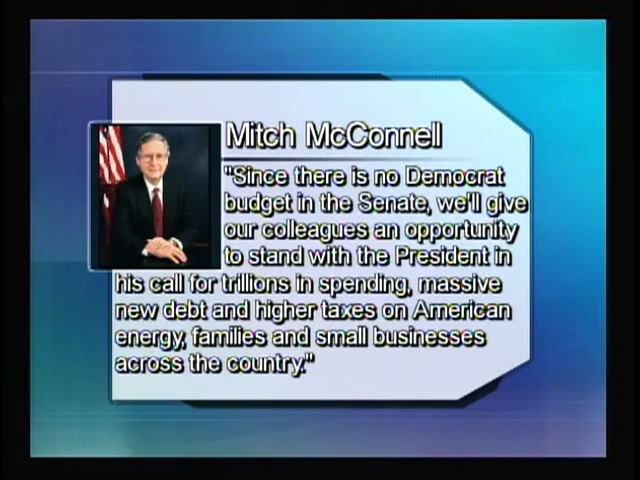 Mitch McConnell
"Since there is no Democrat
budget in the Senate, we'll give
our colleagues an opportunity
to stand with the President in
his call for trillions in spending, massive
new debt and higher taxes on American
energy, families and small businesses
across the country."